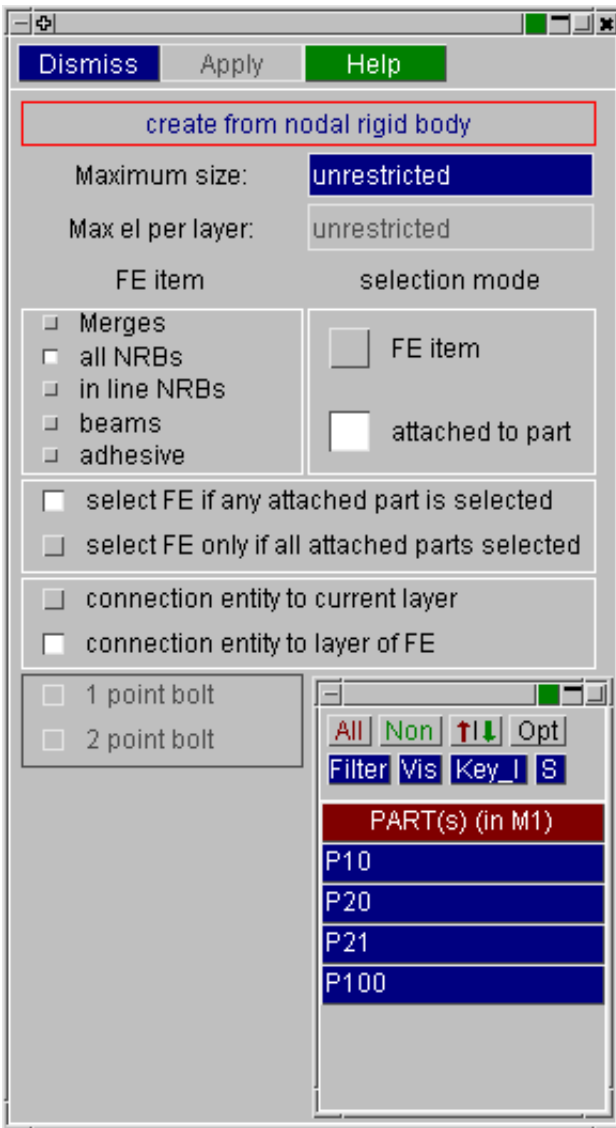 Dismiss Apply Help
create from nodal rigid body
Maximum size: unrestricted
Max el per layer: unrestricted
FE item selection mode
Merges
all NRBs
in line NRBs
beams
adhesive
FE item
attached to part
select FE if any attached part is selected
select FE only if all attached parts selected
connection entity to current layer
connection entity to layer of FE
1 point bolt
2 point bolt
All Non Opt
Filter Vis Key_I S
PART(s) (in M1)
P10
P20
P21
P100